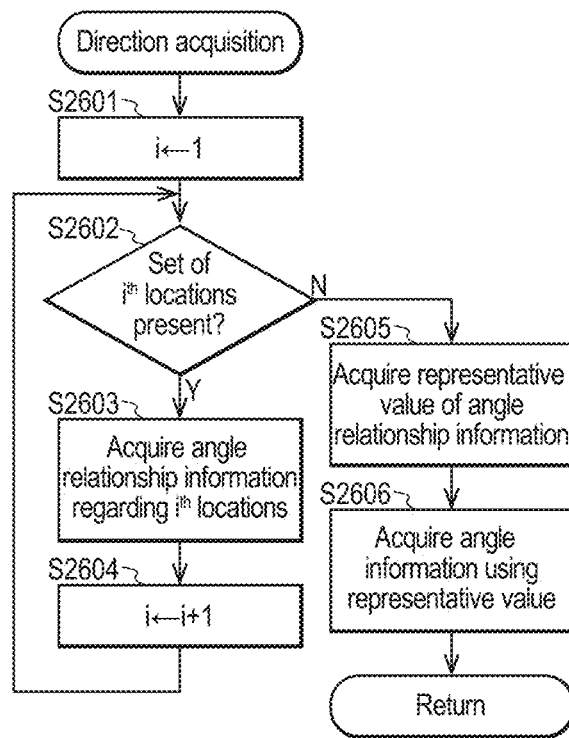 Direction acquisition
S2601
i←1
S2602
Set of
iᵗʰ locations
present?
N
Y
S2603
Acquire angle
relationship information
regarding iᵗʰ locations
S2604
i←i+1
S2605
Acquire representative
value of angle
relationship information
S2606
Acquire angle
information using
representative value
Return